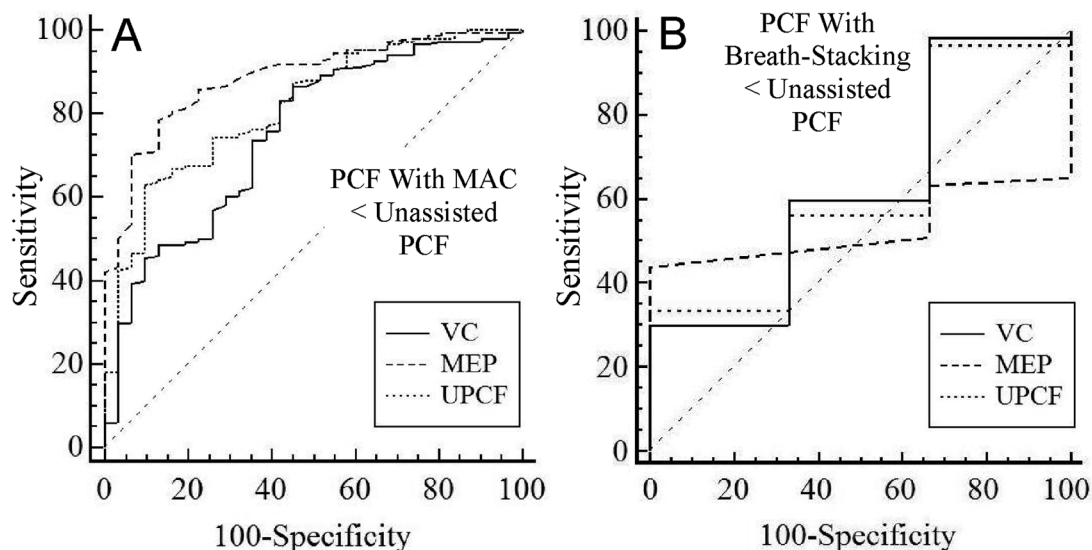 A
100
80
60
40
20
0
Sensitivity
PCF With MAC
< Unassisted
PCF
VC
MEP
UPCF
0 20 40 60 80 100
100-Specificity
B
PCF With
Breath-Stacking
< Unassisted
PCF
100
80
60
40
20
0
Sensitivity
VC
MEP
UPCF
0 20 40 60 80 100
100-Specificity